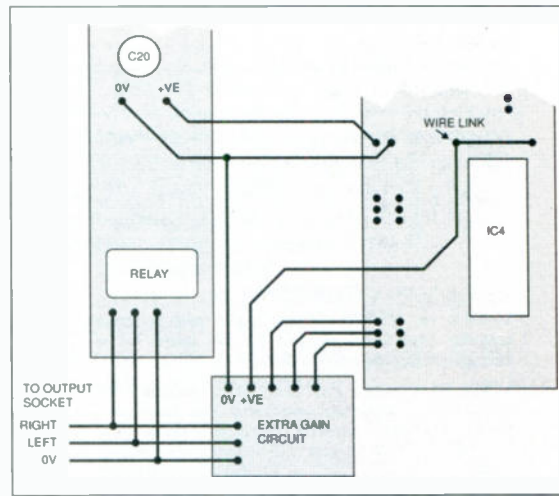 C20
0V +VE
WIRE LINK
IC4
RELAY
0V +VE
TO OUTPUT
SOCKET
RIGHT
LEFT
0V
EXTRA GAIN
CIRCUIT